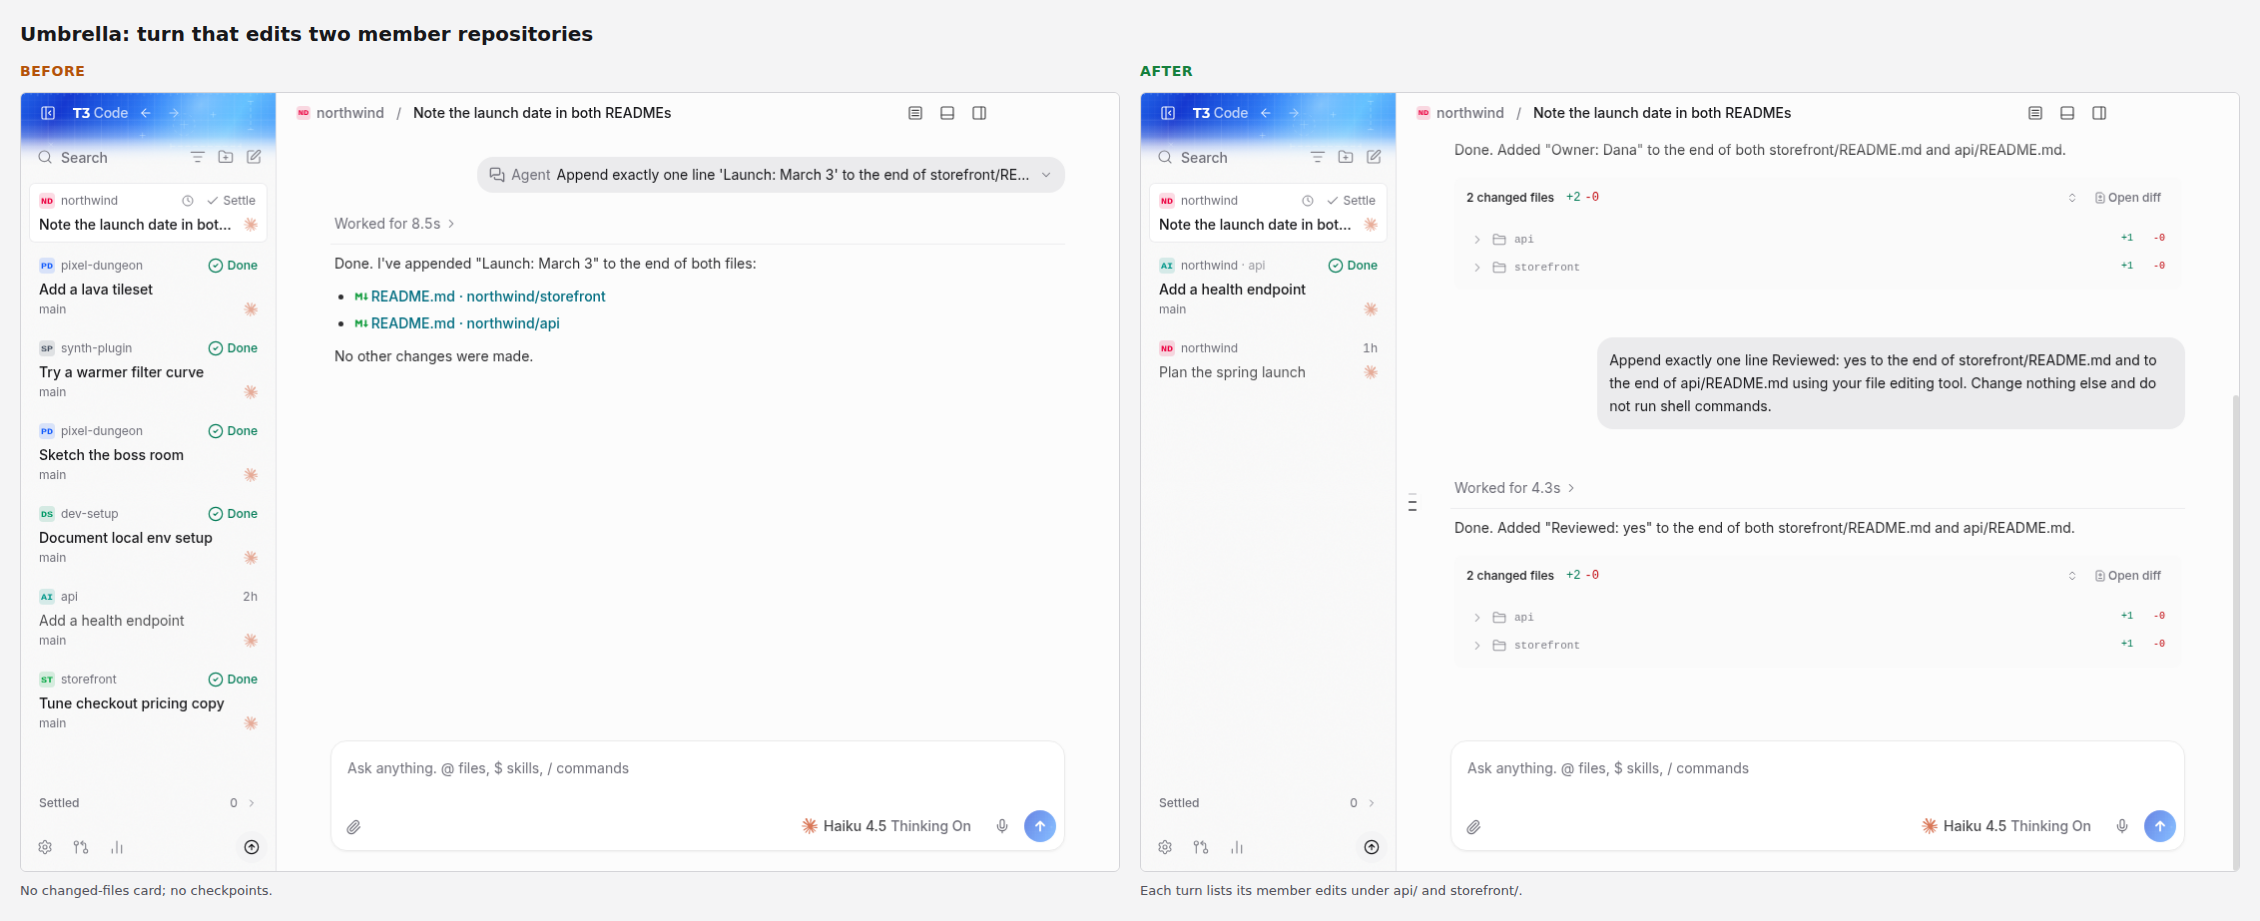 Umbrella: turn that edits two member repositories
BEFORE
T3 Code
Search
ND northwind Settle
Note the launch date in bot...
PD pixel-dungeon Done
Add a lava tileset
main
SP synth-plugin Done
Try a warmer filter curve
main
PD pixel-dungeon Done
Sketch the boss room
main
DS dev-setup Done
Document local env setup
main
AI api 2h
Add a health endpoint
main
ST storefront Done
Tune checkout pricing copy
main
Settled 0
ND northwind / Note the launch date in both READMEs
Agent Append exactly one line 'Launch: March 3' to the end of storefront/RE...
Worked for 8.5s
Done. I've appended "Launch: March 3" to the end of both files:
README.md · northwind/storefront
README.md · northwind/api
No other changes were made.
Ask anything. @ files, $ skills, / commands
Haiku 4.5 Thinking On
No changed-files card; no checkpoints.
AFTER
T3 Code
Search
ND northwind Settle
Note the launch date in bot...
AI northwind · api Done
Add a health endpoint
main
ND northwind 1h
Plan the spring launch
Settled 0
ND northwind / Note the launch date in both READMEs
Done. Added "Owner: Dana" to the end of both storefront/README.md and api/README.md.
2 changed files +2 -0 Open diff
api +1 -0
storefront +1 -0
Append exactly one line Reviewed: yes to the end of storefront/README.md and to
the end of api/README.md using your file editing tool. Change nothing else and do
not run shell commands.
Worked for 4.3s
Done. Added "Reviewed: yes" to the end of both storefront/README.md and api/README.md.
2 changed files +2 -0 Open diff
api +1 -0
storefront +1 -0
Ask anything. @ files, $ skills, / commands
Haiku 4.5 Thinking On
Each turn lists its member edits under api/ and storefront/.